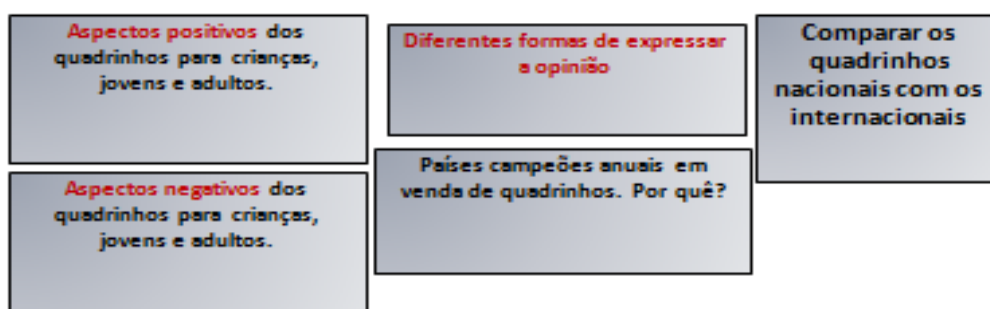 Aspectos positivos dos
quadrinhos para crianças,
jovens e adultos.
Diferentes formas de expressar
a opinião
Comparar os
quadrinhos
nacionais com os
internacionais
Aspectos negativos dos
quadrinhos para crianças,
jovens e adultos.
Países campeões anuais em
venda de quadrinhos. Por quê?